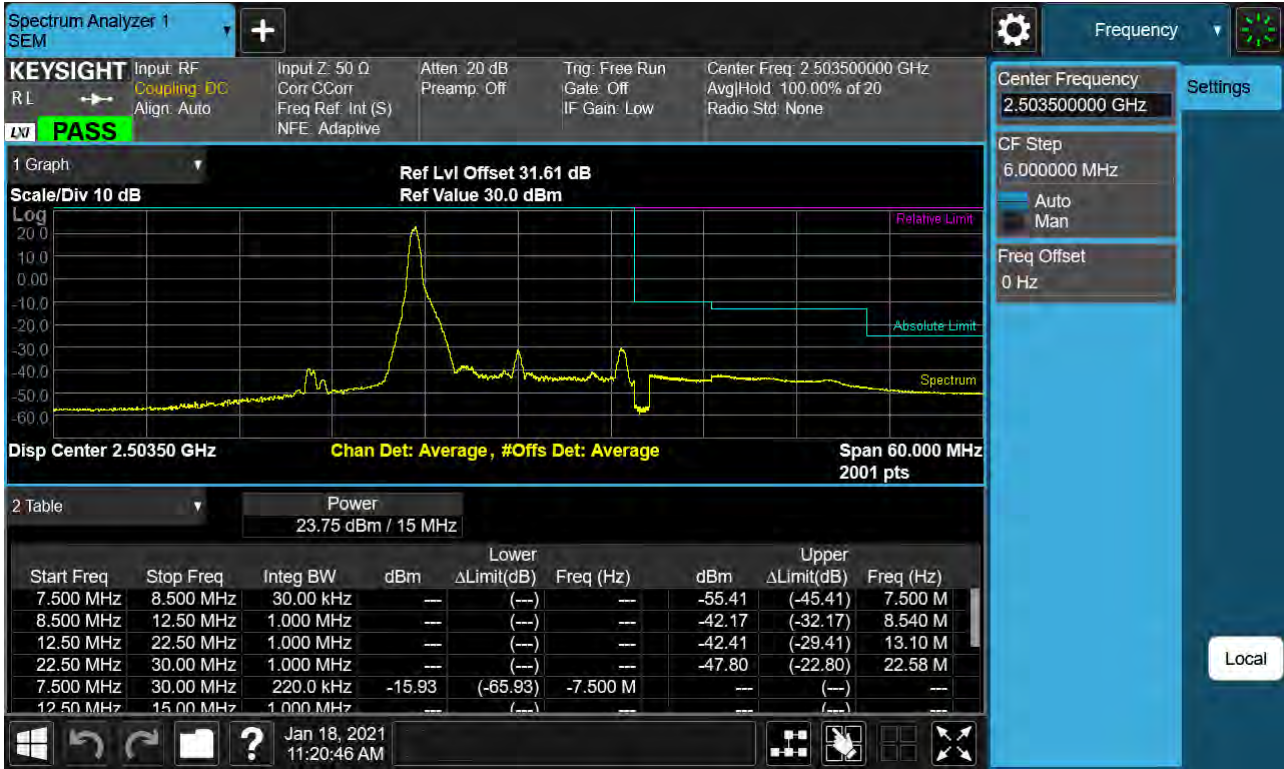 Spectrum Analyzer 1
SEM
Frequency
KEYSIGHT
R L
LXI
PASS
Input: RF
Coupling: DC
Align: Auto
Input Z: 50 Ω
Corr CCorr
Freq Ref: Int (S)
NFE: Adaptive
Atten: 20 dB
Preamp: Off
Trig: Free Run
Gate: Off
IF Gain: Low
Center Freq: 2.503500000 GHz
Avg|Hold: 100.00% of 20
Radio Std: None
Center Frequency
2.503500000 GHz
Settings
CF Step
6.000000 MHz
Auto
Man
Freq Offset
0 Hz
1 Graph
Scale/Div 10 dB
Ref Lvl Offset 31.61 dB
Ref Value 30.0 dBm
Log
20.0
10.0
0.00
-10.0
-20.0
-30.0
-40.0
-50.0
-60.0
Relative Limit
Absolute Limit
Spectrum
Disp Center 2.50350 GHz
Chan Det: Average, #Offs Det: Average
Span 60.000 MHz
2001 pts
2 Table
Power
23.75 dBm / 15 MHz
Lower Upper
Start Freq Stop Freq Integ BW dBm ΔLimit(dB) Freq (Hz) dBm ΔLimit(dB) Freq (Hz)
7.500 MHz 8.500 MHz 30.00 kHz --- (---) --- -55.41 (-45.41) 7.500 M
8.500 MHz 12.50 MHz 1.000 MHz --- (---) --- -42.17 (-32.17) 8.540 M
12.50 MHz 22.50 MHz 1.000 MHz --- (---) --- -42.41 (-29.41) 13.10 M
22.50 MHz 30.00 MHz 1.000 MHz --- (---) --- -47.80 (-22.80) 22.58 M
7.500 MHz 30.00 MHz 220.0 kHz -15.93 (-65.93) -7.500 M --- (---) ---
12.50 MHz 15.00 MHz 1.000 MHz --- (---) --- --- (---) ---
Local
?
Jan 18, 2021
11:20:46 AM